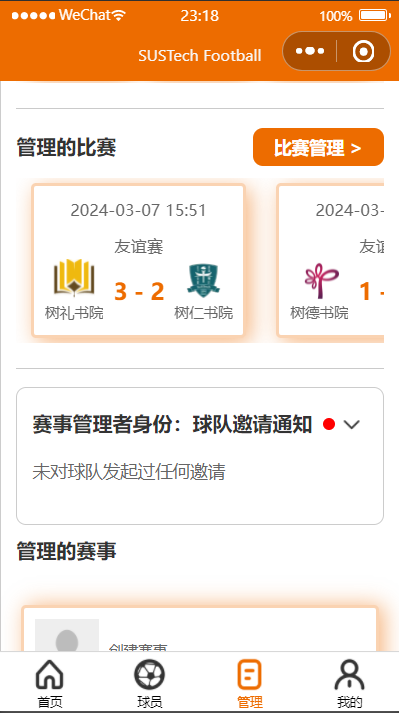 WeChat 23:18 100%
SUSTech Football
管理的比赛 比赛管理 >
2024-03-07 15:51 2024-03-
友谊赛 友谊
3 - 2 1 -
树礼书院 树仁书院 树德书院
赛事管理者身份：球队邀请通知
未对球队发起过任何邀请
管理的赛事
创建赛事
首页 球员 管理 我的